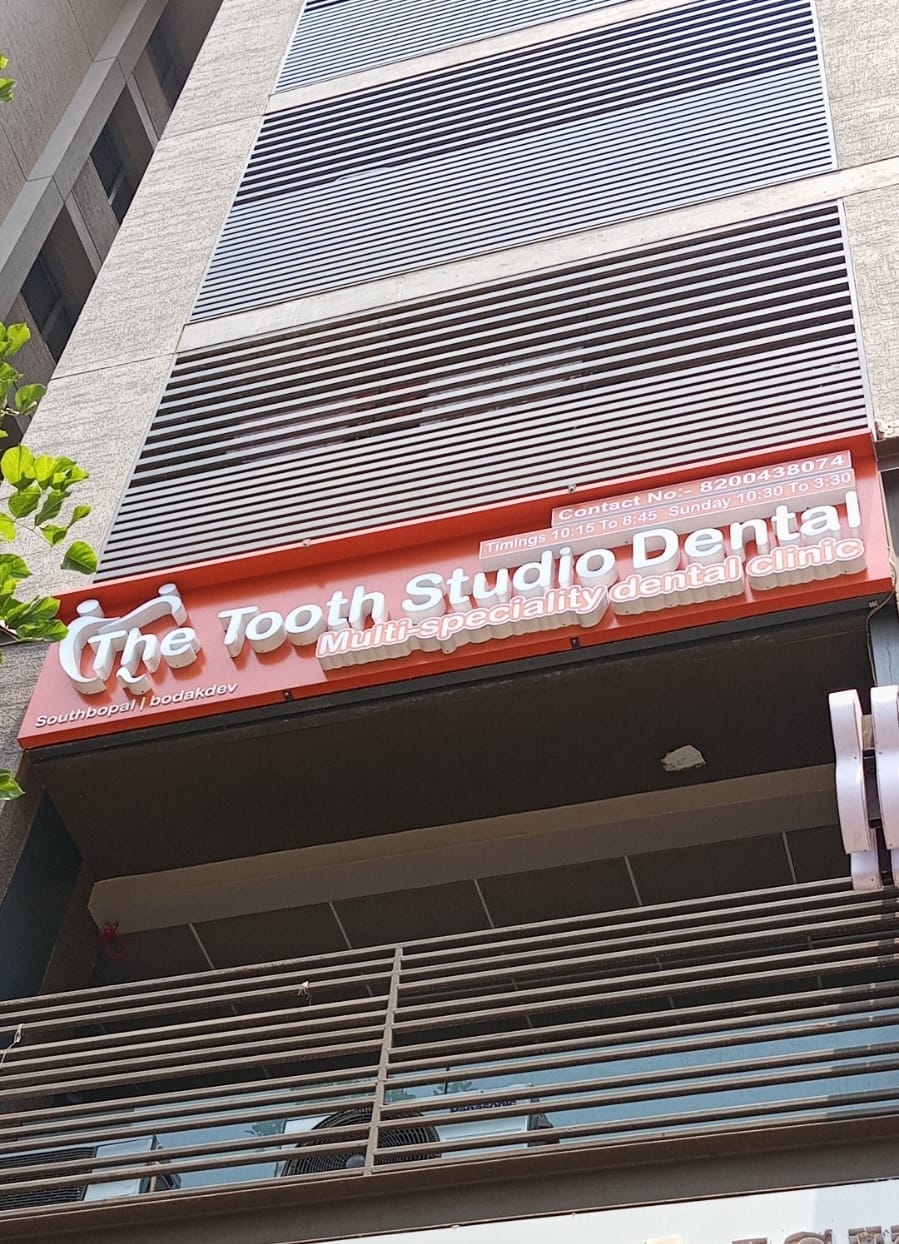 Contact No:- 8200438074
Timings 10:15 To 8:45 Sunday 10:30 To 3:30
The Tooth Studio Dental
Multi-speciality dental clinic
Southbopal | bodakdev
Panasonic